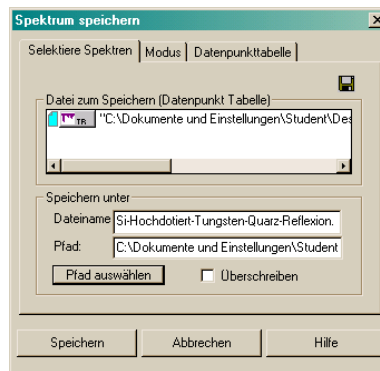 Spektrum speichern
Selektiere Spektren Modus Datenpunkttabelle
Datei zum Speichern (Datenpunkt Tabelle)
TR "C:\Dokumente und Einstellungen\Student\Des
Speichern unter
Dateiname Si-Hochdotiert-Tungsten-Quarz-Reflexion.
Pfad: C:\Dokumente und Einstellungen\Student
Pfad auswählen Überschreiben
Speichern Abbrechen Hilfe